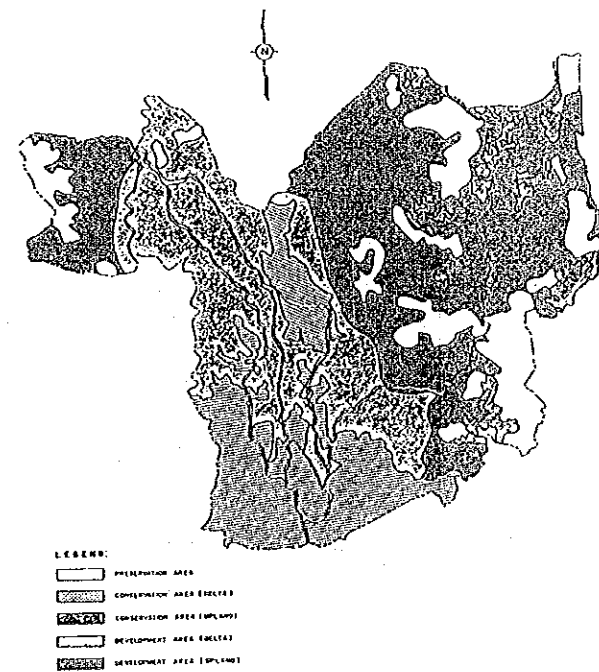 N
LEGEND:
PRESERVATION AREA
CONSERVATION AREA (DELTA)
CONSERVATION AREA (UPLAND)
DEVELOPMENT AREA (DELTA)
DEVELOPMENT AREA (UPLAND)